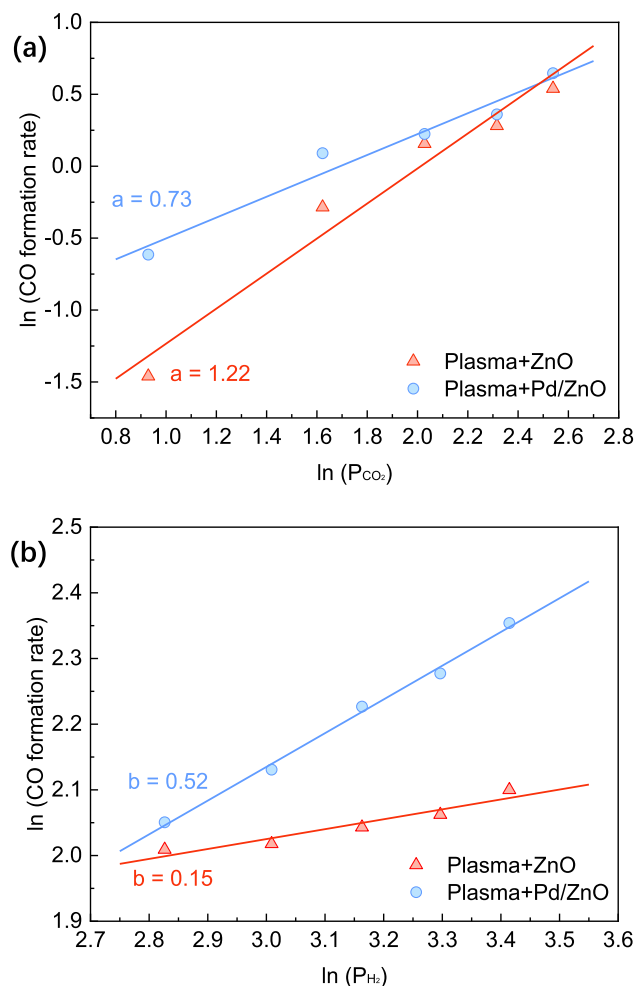 (a)
ln (CO formation rate)
1.0
0.5
0.0
-0.5
-1.0
-1.5
a = 0.73
a = 1.22
Plasma+ZnO
Plasma+Pd/ZnO
0.8 1.0 1.2 1.4 1.6 1.8 2.0 2.2 2.4 2.6 2.8
ln (PCO₂)
(b)
ln (CO formation rate)
2.5
2.4
2.3
2.2
2.1
2.0
1.9
b = 0.52
b = 0.15
Plasma+ZnO
Plasma+Pd/ZnO
2.7 2.8 2.9 3.0 3.1 3.2 3.3 3.4 3.5 3.6
ln (PH₂)